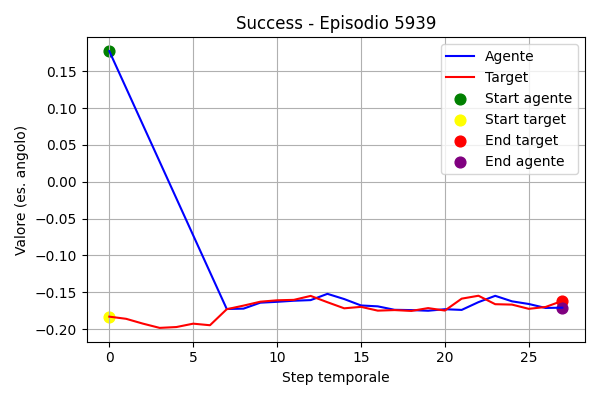 Success - Episodio 5939
Agente
Target
Start agente
Start target
End target
End agente
Valore (es. angolo)
0.15
0.10
0.05
0.00
−0.05
−0.10
−0.15
−0.20
0 5 10 15 20 25
Step temporale